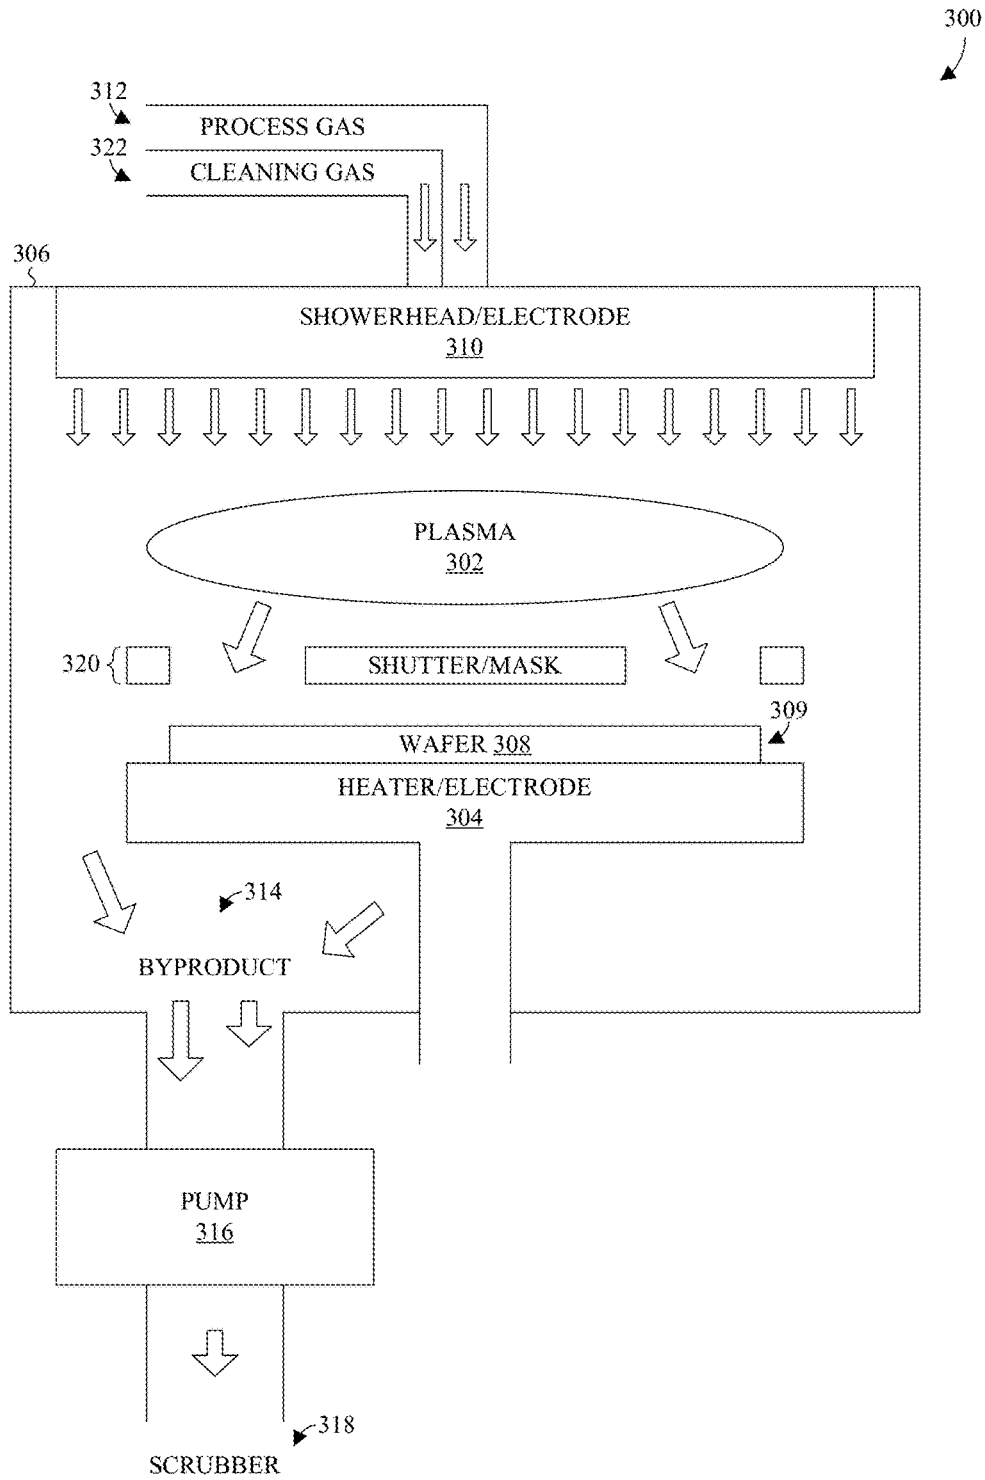 300
312
PROCESS GAS
322
CLEANING GAS
306
SHOWERHEAD/ELECTRODE
310
PLASMA
302
320
SHUTTER/MASK
309
WAFER 308
HEATER/ELECTRODE
304
314
BYPRODUCT
PUMP
316
318
SCRUBBER